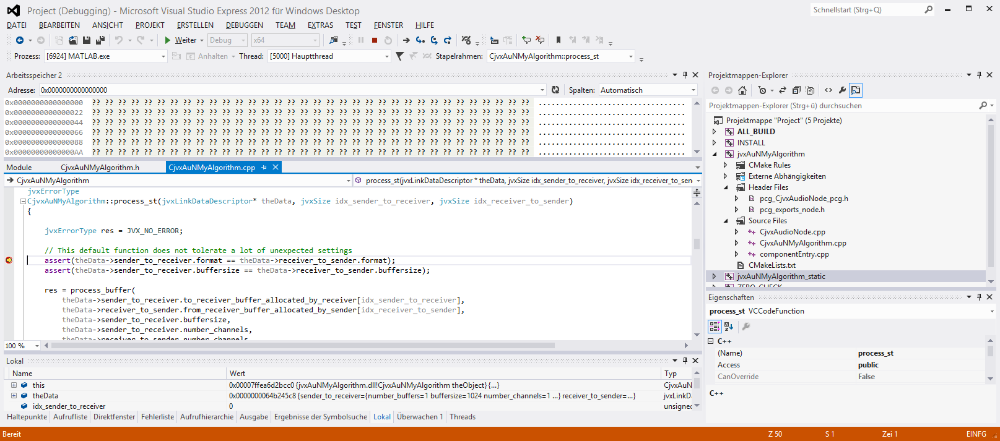 Project (Debugging) - Microsoft Visual Studio Express 2012 für Windows Desktop
Schnellstart (Strg+Q)
DATEI BEARBEITEN ANSICHT PROJEKT ERSTELLEN DEBUGGEN TEAM EXTRAS TEST FENSTER HILFE
Weiter Debug x64
Prozess: [6924] MATLAB.exe Anhalten Thread: [5000] Hauptthread Stapelrahmen: CjvxAuNMyAlgorithm::process_st
Arbeitsspeicher 2
Adresse: 0x0000000000000000 Spalten: Automatisch
0x0000000000000000 ?? ?? ?? ?? ?? ?? ?? ?? ?? ?? ?? ?? ?? ?? ?? ?? ?? ?? ?? ?? ?? ?? ?? ?? ?? ?? ?? ?? ?? ?? ?? ?? ?? ?? ..................................
0x0000000000000022 ?? ?? ?? ?? ?? ?? ?? ?? ?? ?? ?? ?? ?? ?? ?? ?? ?? ?? ?? ?? ?? ?? ?? ?? ?? ?? ?? ?? ?? ?? ?? ?? ?? ?? ..................................
0x0000000000000044 ?? ?? ?? ?? ?? ?? ?? ?? ?? ?? ?? ?? ?? ?? ?? ?? ?? ?? ?? ?? ?? ?? ?? ?? ?? ?? ?? ?? ?? ?? ?? ?? ?? ?? ..................................
0x0000000000000066 ?? ?? ?? ?? ?? ?? ?? ?? ?? ?? ?? ?? ?? ?? ?? ?? ?? ?? ?? ?? ?? ?? ?? ?? ?? ?? ?? ?? ?? ?? ?? ?? ?? ?? ..................................
0x0000000000000088 ?? ?? ?? ?? ?? ?? ?? ?? ?? ?? ?? ?? ?? ?? ?? ?? ?? ?? ?? ?? ?? ?? ?? ?? ?? ?? ?? ?? ?? ?? ?? ?? ?? ?? ..................................
0x00000000000000AA ?? ?? ?? ?? ?? ?? ?? ?? ?? ?? ?? ?? ?? ?? ?? ?? ?? ?? ?? ?? ?? ?? ?? ?? ?? ?? ?? ?? ?? ?? ?? ?? ?? ?? ..................................
Module CjvxAuNMyAlgorithm.h CjvxAuNMyAlgorithm.cpp
CjvxAuNMyAlgorithm process_st(jvxLinkDataDescriptor * theData, jvxSize idx_sender_to_receiver, jvxSize idx_receiver_to_sen
jvxErrorType
CjvxAuNMyAlgorithm::process_st(jvxLinkDataDescriptor* theData, jvxSize idx_sender_to_receiver, jvxSize idx_receiver_to_sender)
{
jvxErrorType res = JVX_NO_ERROR;
// This default function does not tolerate a lot of unexpected settings
assert(theData->sender_to_receiver.format == theData->receiver_to_sender.format);
assert(theData->sender_to_receiver.buffersize == theData->receiver_to_sender.buffersize);
res = process_buffer(
theData->sender_to_receiver.to_receiver_buffer_allocated_by_receiver[idx_sender_to_receiver],
theData->receiver_to_sender.from_receiver_buffer_allocated_by_sender[idx_receiver_to_sender],
theData->sender_to_receiver.buffersize,
theData->sender_to_receiver.number_channels,
theData->receiver_to_sender.number_channels
100 %
Lokal
Name Wert Typ
this 0x00007ffea6d2bcc0 {jvxAuNMyAlgorithm.dll!CjvxAuNMyAlgorithm theObject} {...} CjvxAuN
theData 0x0000000064b245c8 {sender_to_receiver={number_buffers=1 buffersize=1024 number_channels=1 ...} receiver_to_sender=...} jvxLinkD
idx_sender_to_receiver 0 unsigned
Haltepunkte Aufrufliste Direktfenster Fehlerliste Aufrufhierarchie Ausgabe Ergebnisse der Symbolsuche Lokal Überwachen 1 Threads
Projektmappen-Explorer
Projektmappen-Explorer (Strg+ü) durchsuchen
Projektmappe "Project" (5 Projekte)
ALL_BUILD
INSTALL
jvxAuNMyAlgorithm
CMake Rules
Externe Abhängigkeiten
Header Files
pcg_CjvxAudioNode_pcg.h
pcg_exports_node.h
Source Files
CjvxAudioNode.cpp
CjvxAuNMyAlgorithm.cpp
componentEntry.cpp
CMakeLists.txt
jvxAuNMyAlgorithm_static
ZERO_CHECK
Eigenschaften
process_st VCCodeFunction
C++
(Name) process_st
Access public
CanOverride False
C++
Bereit Z 50 S 1 Zei 1 EINFG